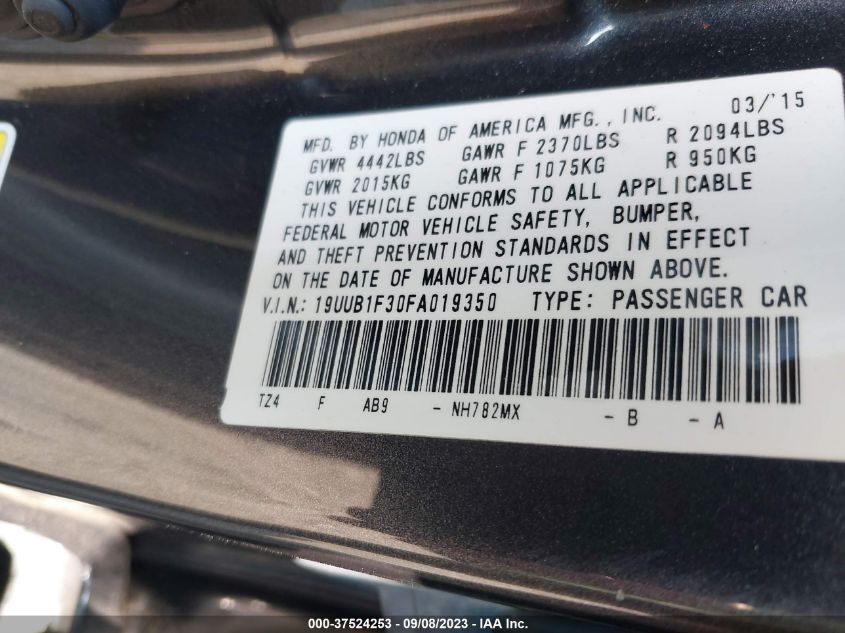 03/'15
MFD. BY HONDA OF AMERICA MFG., INC.
GVWR 4442LBS GAWR F 2370LBS R 2094LBS
GVWR 2015KG GAWR F 1075KG R 950KG
THIS VEHICLE CONFORMS TO ALL APPLICABLE
FEDERAL MOTOR VEHICLE SAFETY, BUMPER,
AND THEFT PREVENTION STANDARDS IN EFFECT
ON THE DATE OF MANUFACTURE SHOWN ABOVE.
V.I.N.: 19UUB1F30FA019350 TYPE: PASSENGER CAR
TZ4 F AB9 - NH782MX - B - A
000-37524253 - 09/08/2023 - Copyright © 2023 IAA, Inc.